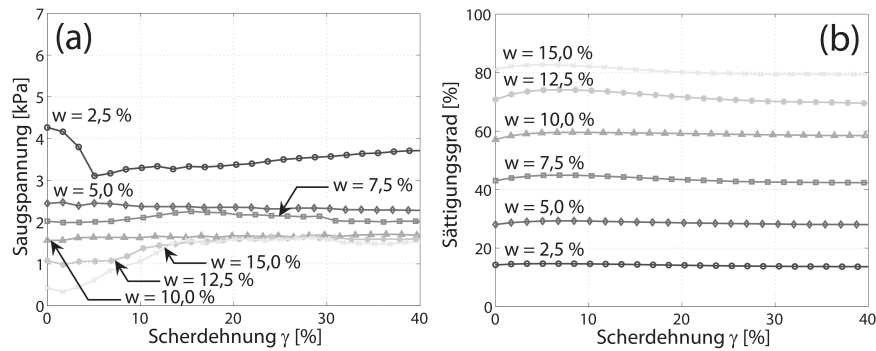 (a)
Saugspannung [kPa]
7
6
5
4
3
2
1
0
w = 2,5 %
w = 5,0 %
w = 7,5 %
w = 15,0 %
w = 12,5 %
w = 10,0 %
0 10 20 30 40
Scherdehnung γ [%]
(b)
Sättigungsgrad [%]
100
80
60
40
20
0
w = 15,0 %
w = 12,5 %
w = 10,0 %
w = 7,5 %
w = 5,0 %
w = 2,5 %
0 10 20 30 40
Scherdehnung γ [%]